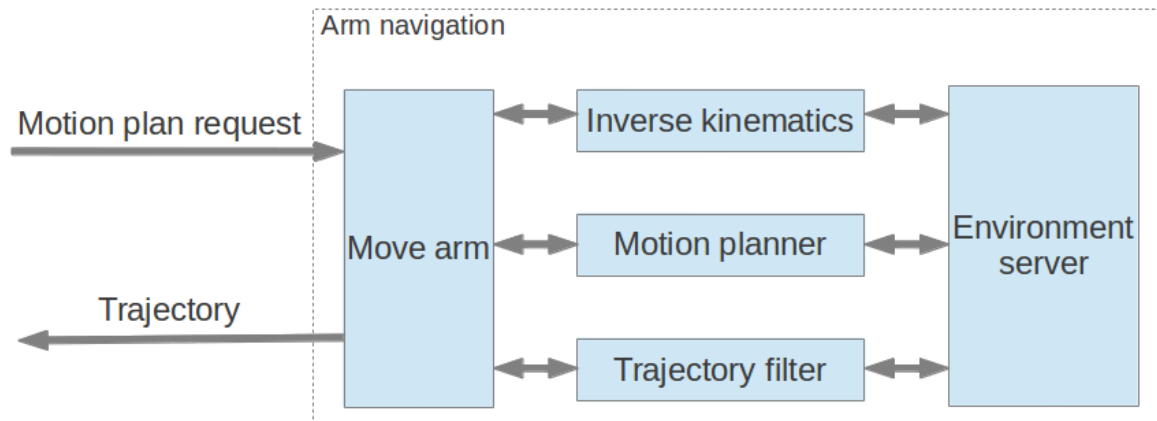 Arm navigation
Motion plan request
Inverse kinematics
Move arm
Motion planner
Environment
server
Trajectory
Trajectory filter